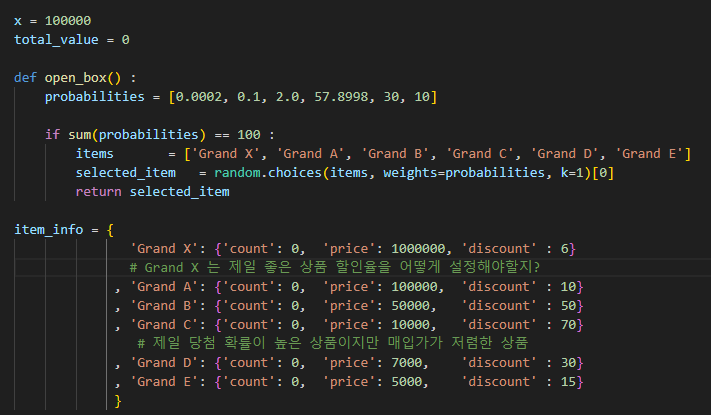 x = 100000
total_value = 0
def open_box() :
probabilities = [0.0002, 0.1, 2.0, 57.8998, 30, 10]
if sum(probabilities) == 100 :
items = ['Grand X', 'Grand A', 'Grand B', 'Grand C', 'Grand D', 'Grand E']
selected_item = random.choices(items, weights=probabilities, k=1)[0]
return selected_item
item_info = {
'Grand X': {'count': 0, 'price': 1000000, 'discount' : 6}
# Grand X 는 제일 좋은 상품 할인율을 어떻게 설정해야할지?
, 'Grand A': {'count': 0, 'price': 100000, 'discount' : 10}
, 'Grand B': {'count': 0, 'price': 50000, 'discount' : 50}
, 'Grand C': {'count': 0, 'price': 10000, 'discount' : 70}
# 제일 당첨 확률이 높은 상품이지만 매입가가 저렴한 상품
, 'Grand D': {'count': 0, 'price': 7000, 'discount' : 30}
, 'Grand E': {'count': 0, 'price': 5000, 'discount' : 15}
}